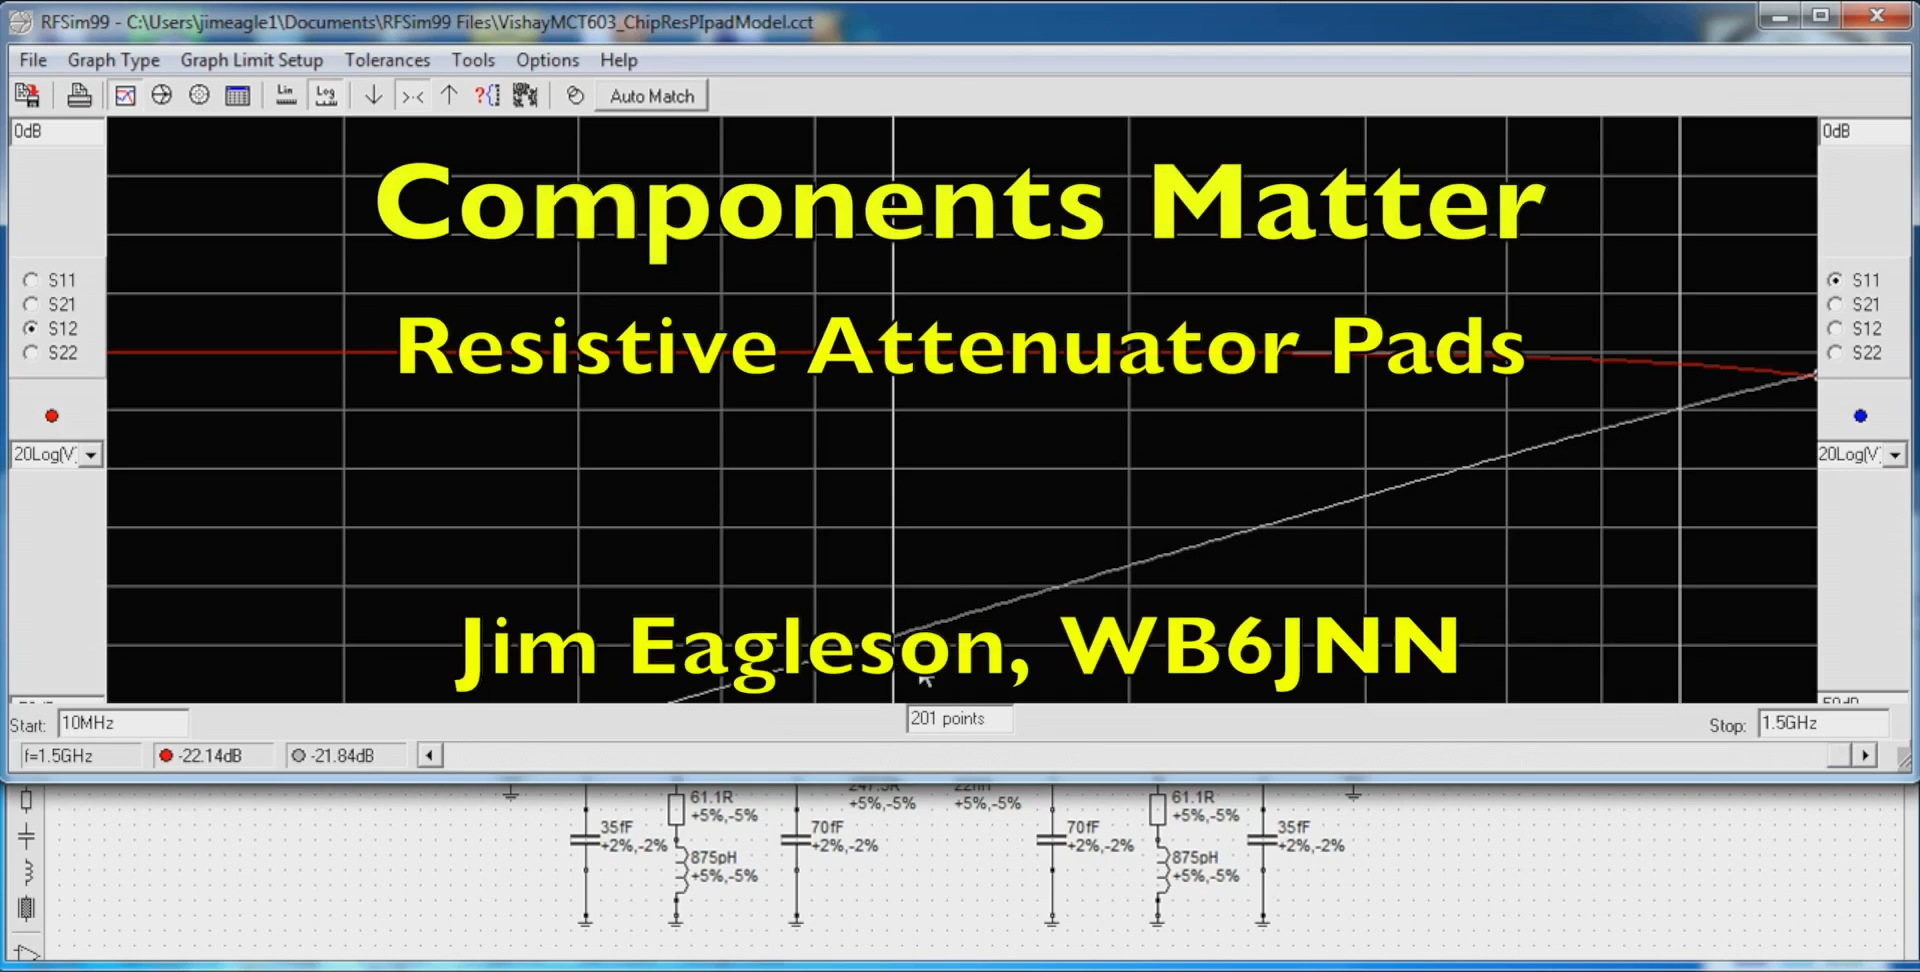 RFSim99 - C:\Users\jimeagle1\Documents\RFSim99 Files\VishayMCT603_ChipResPIpadModel.cct
File Graph Type Graph Limit Setup Tolerances Tools Options Help
Lin Log Auto Match
0dB 0dB
Components Matter
S11 S11
S21 S21
S12 S12
S22 S22
Resistive Attenuator Pads
20Log(V) 20Log(V)
Jim Eagleson, WB6JNN
Start: 10MHz 201 points Stop: 1.5GHz
f=1.5GHz -22.14dB -21.84dB
61.1R 61.1R
+5%,-5% +5%,-5% +5%,-5% +5%,-5%
35fF 70fF 70fF 35fF
+2%,-2% +2%,-2% +2%,-2% +2%,-2%
875pH 875pH
+5%,-5% +5%,-5%